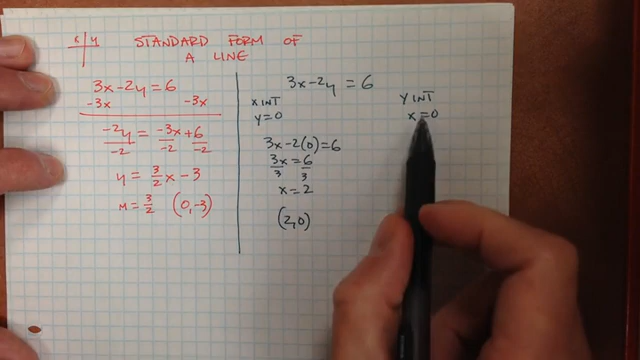 x y STANDARD FORM OF
A LINE
3x-2y=6
-3x -3x
-2y = -3x+6
-2 -2 -2
y = 3/2 x - 3
M = 3/2 (0,-3)
3x-2y=6
X INT
y=0
3x-2(0)=6
3x=6
3 3
x=2
(2,0)
Y INT
x=0